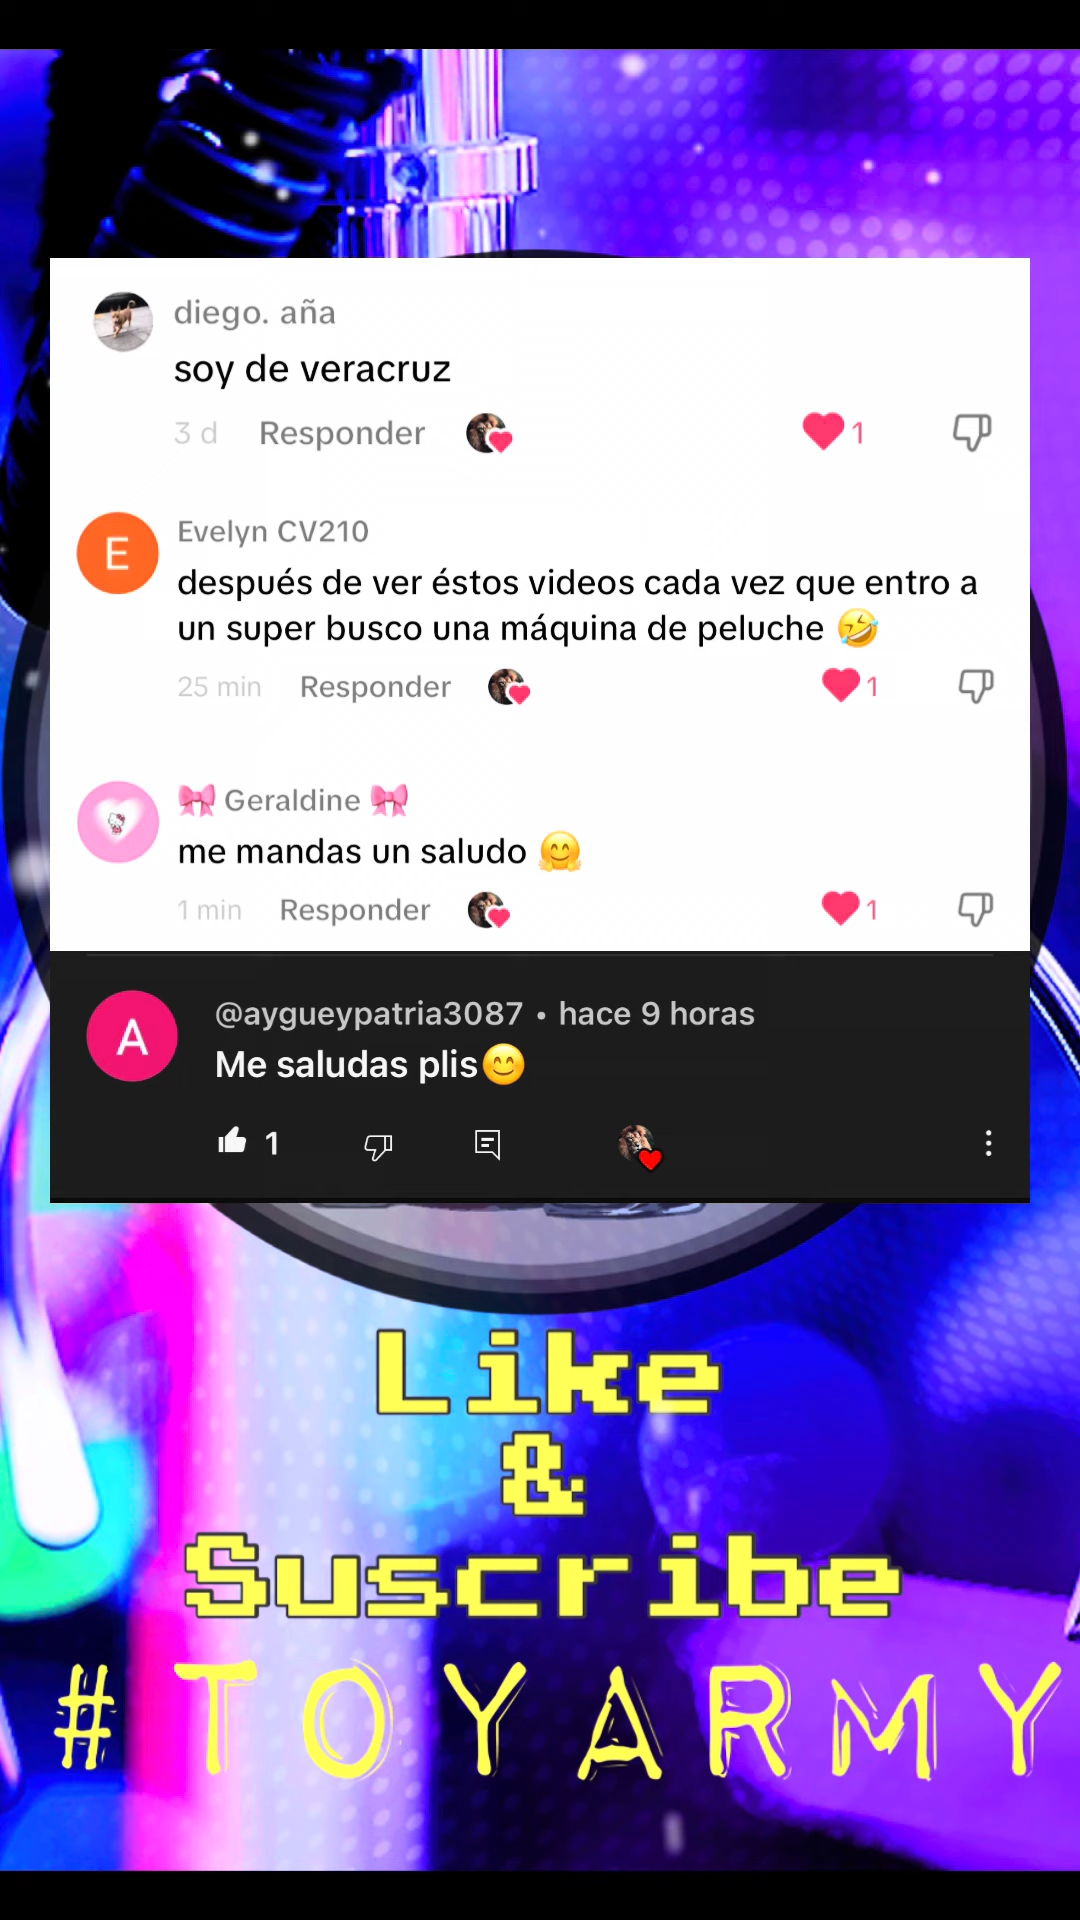 diego. aña
soy de veracruz
3 d Responder 1
E
Evelyn CV210
después de ver éstos videos cada vez que entro a
un super busco una máquina de peluche 🤣
25 min Responder 1
🎀 Geraldine 🎀
me mandas un saludo 🤗
1 min Responder 1
A
@aygueypatria3087 • hace 9 horas
Me saludas plis😊
1
Like
&
Suscribe
#TOYARMY